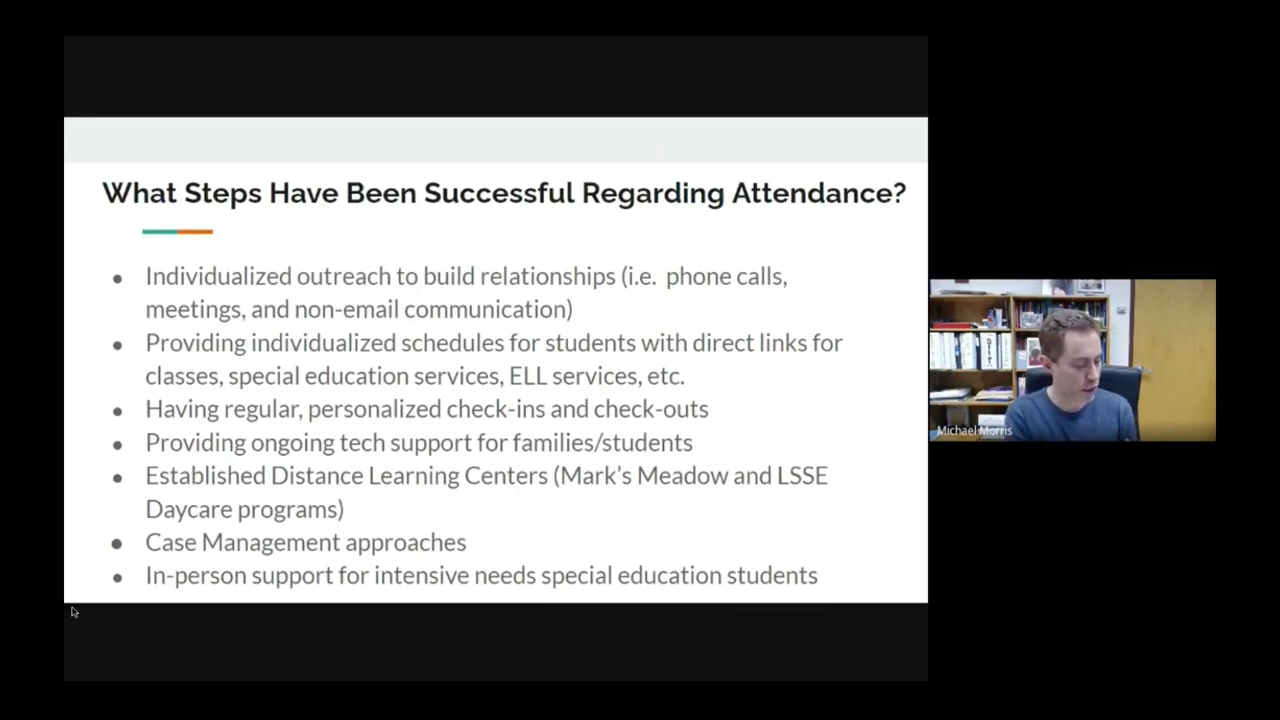 What Steps Have Been Successful Regarding Attendance?
● Individualized outreach to build relationships (i.e. phone calls,
meetings, and non-email communication)
● Providing individualized schedules for students with direct links for
classes, special education services, ELL services, etc.
● Having regular, personalized check-ins and check-outs
● Providing ongoing tech support for families/students
● Established Distance Learning Centers (Mark's Meadow and LSSE
Daycare programs)
● Case Management approaches
● In-person support for intensive needs special education students
Michael Morris